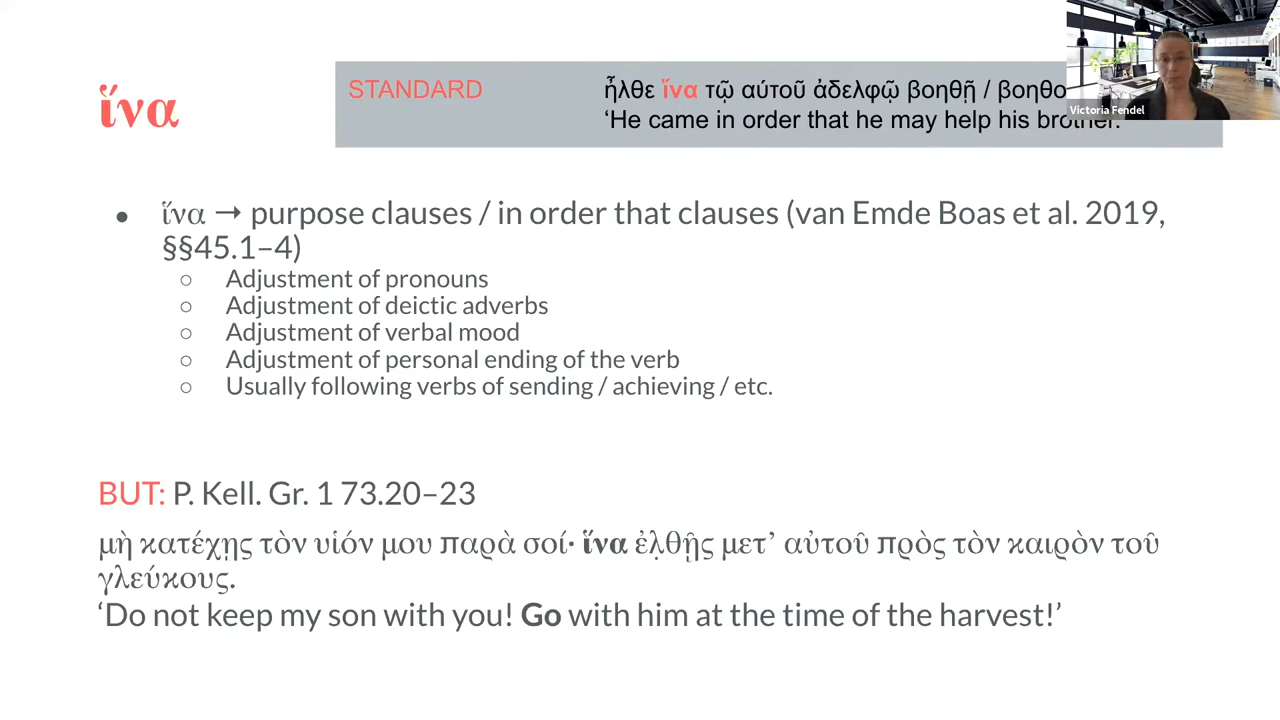 ἵνα
STANDARD ἦλθε ἵνα τῷ αύτοῦ ἀδελφῷ βοηθῇ / βοηθο
‘He came in order that he may help his brother.’
Victoria Fendel
● ἵνα → purpose clauses / in order that clauses (van Emde Boas et al. 2019,
§§45.1–4)
○ Adjustment of pronouns
○ Adjustment of deictic adverbs
○ Adjustment of verbal mood
○ Adjustment of personal ending of the verb
○ Usually following verbs of sending / achieving / etc.
BUT: P. Kell. Gr. 1 73.20–23
μὴ κατέχῃς τὸν υἱόν μου παρὰ σοί· ἵνα ἐλ̣θῇς μετ’ αὐτοῦ πρὸς τὸν καιρὸν τοῦ
γλεύκους.
‘Do not keep my son with you! Go with him at the time of the harvest!’